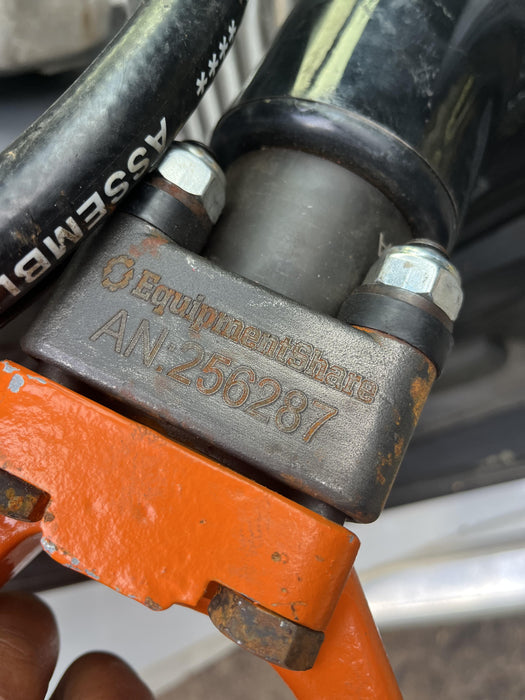 ****
ASSEMBL
EquipmentShare
AN:256287